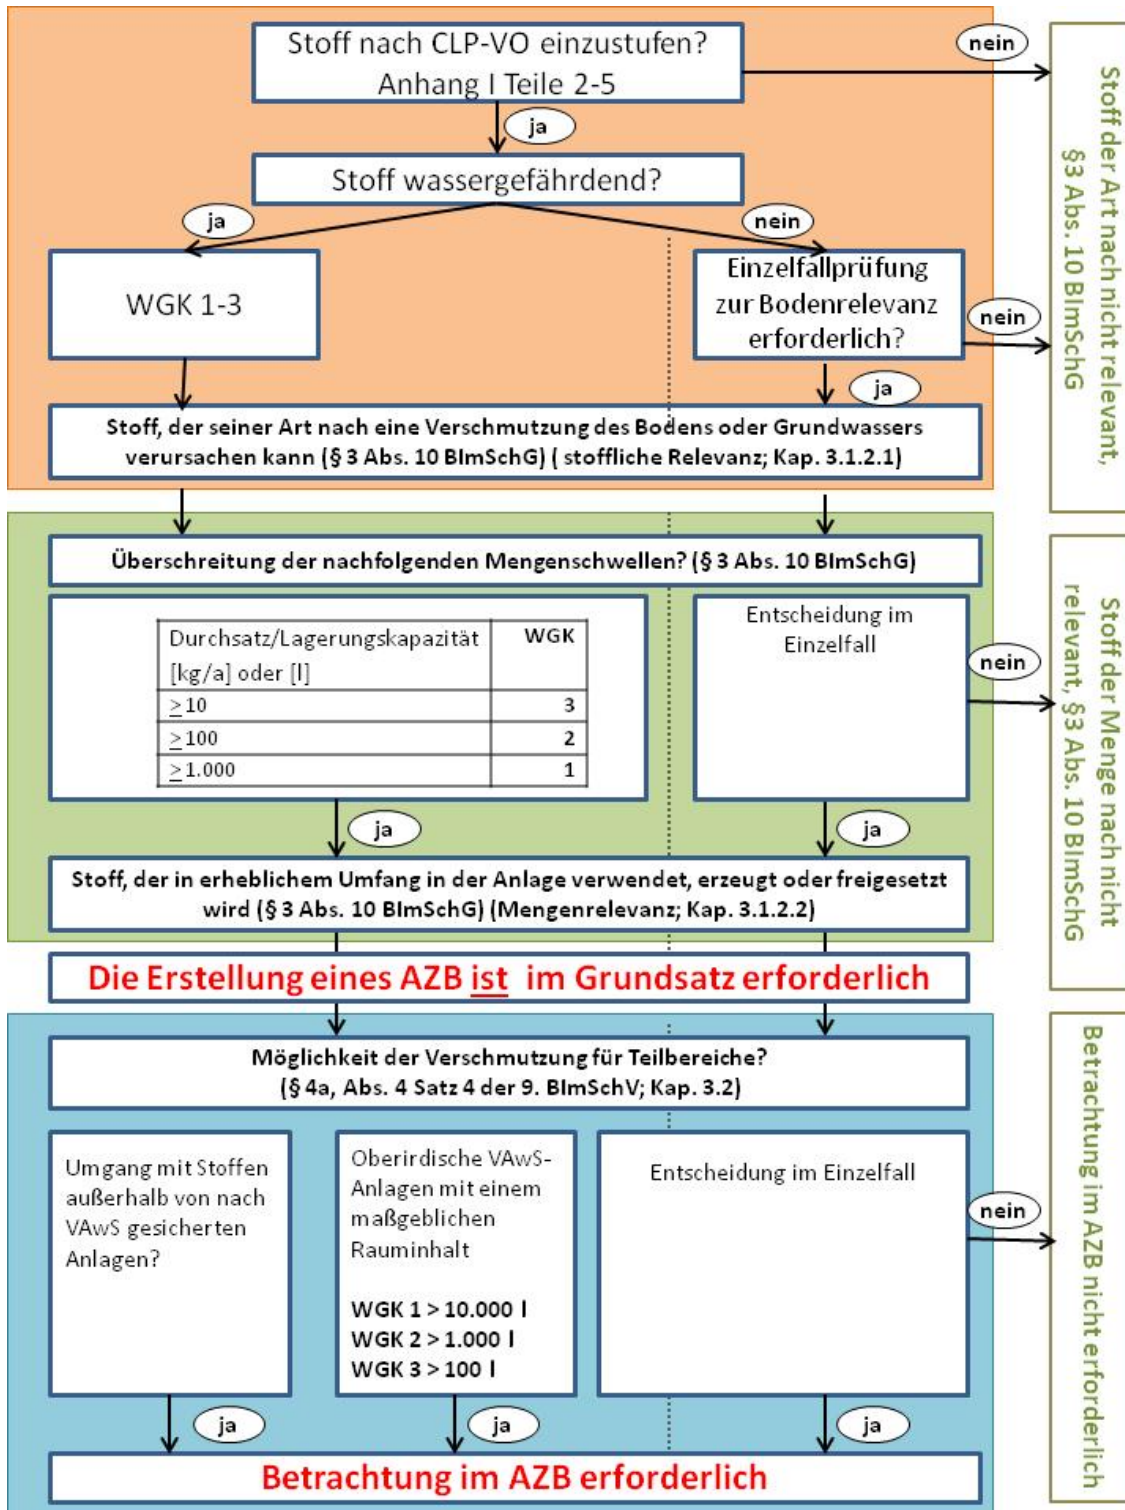 Stoff nach CLP-VO einzustufen?
Anhang I Teile 2-5
nein
ja
Stoff wassergefährdend?
ja
nein
WGK 1-3
Einzelfallprüfung
zur Bodenrelevanz
erforderlich?
nein
ja
Stoff der Art nach nicht relevant,
§3 Abs. 10 BImSchG
Stoff, der seiner Art nach eine Verschmutzung des Bodens oder Grundwassers
verursachen kann (§ 3 Abs. 10 BImSchG) ( stoffliche Relevanz; Kap. 3.1.2.1)
Überschreitung der nachfolgenden Mengenschwellen? (§ 3 Abs. 10 BImSchG)
Durchsatz/Lagerungskapazität WGK
[kg/a] oder [l]
≥10 3
≥100 2
≥1.000 1
Entscheidung im
Einzelfall
nein
ja
ja
Stoff der Menge nach nicht
relevant, §3 Abs. 10 BImSchG
Stoff, der in erheblichem Umfang in der Anlage verwendet, erzeugt oder freigesetzt
wird (§ 3 Abs. 10 BImSchG) (Mengenrelevanz; Kap. 3.1.2.2)
Die Erstellung eines AZB ist im Grundsatz erforderlich
Möglichkeit der Verschmutzung für Teilbereiche?
(§ 4a, Abs. 4 Satz 4 der 9. BImSchV; Kap. 3.2)
Umgang mit Stoffen
außerhalb von nach
VAwS gesicherten
Anlagen?
Oberirdische VAwS-
Anlagen mit einem
maßgeblichen
Rauminhalt
WGK 1 > 10.000 l
WGK 2 > 1.000 l
WGK 3 > 100 l
Entscheidung im Einzelfall
nein
ja
ja
ja
Betrachtung im AZB nicht erforderlich
Betrachtung im AZB erforderlich